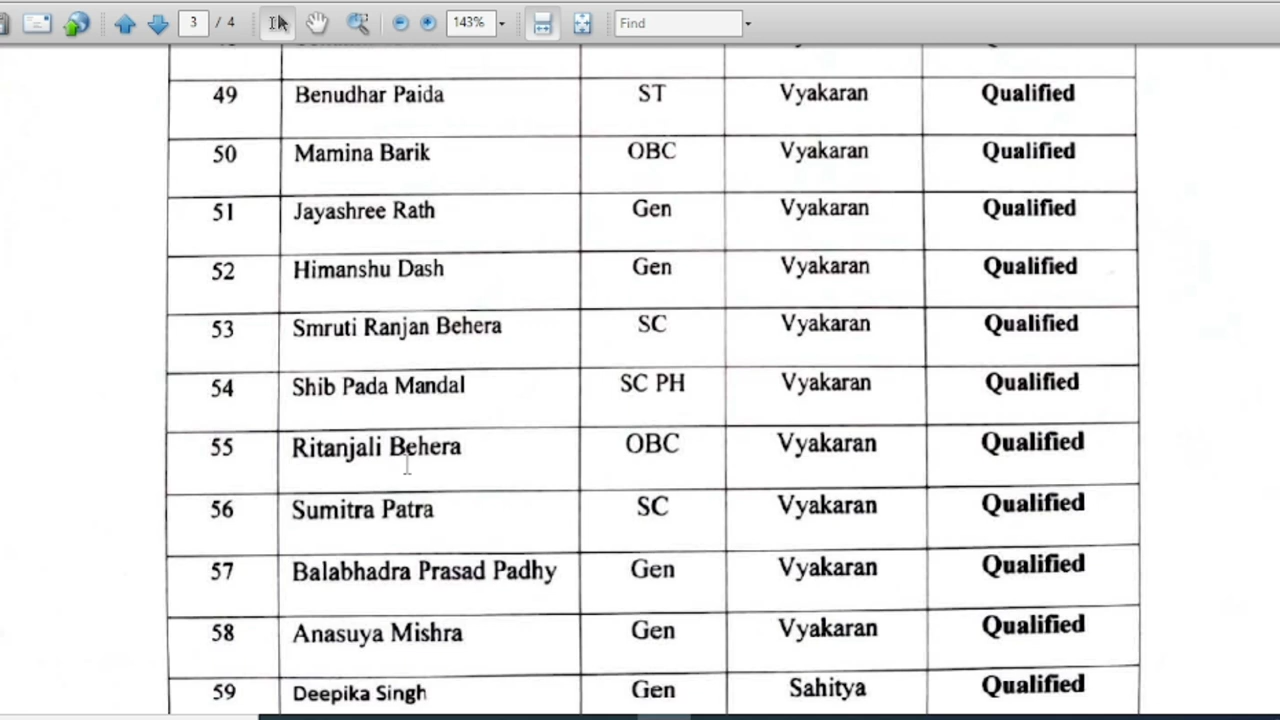 3 / 4
143%
Find
49 Benudhar Paida ST Vyakaran Qualified
50 Mamina Barik OBC Vyakaran Qualified
51 Jayashree Rath Gen Vyakaran Qualified
52 Himanshu Dash Gen Vyakaran Qualified
53 Smruti Ranjan Behera SC Vyakaran Qualified
54 Shib Pada Mandal SC PH Vyakaran Qualified
55 Ritanjali Behera OBC Vyakaran Qualified
56 Sumitra Patra SC Vyakaran Qualified
57 Balabhadra Prasad Padhy Gen Vyakaran Qualified
58 Anasuya Mishra Gen Vyakaran Qualified
59 Deepika Singh Gen Sahitya Qualified